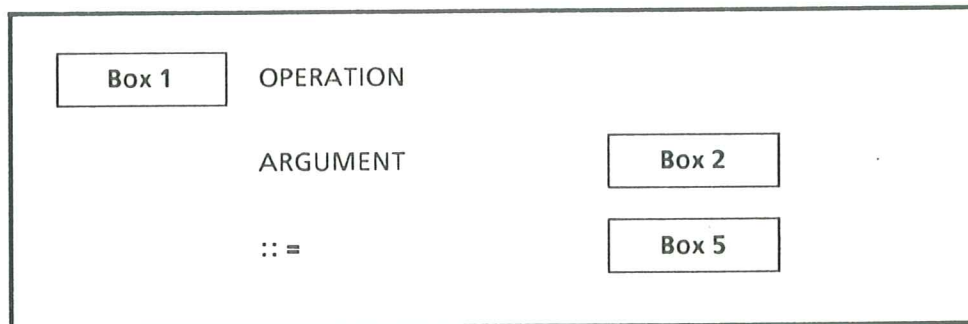 Box 1 OPERATION
ARGUMENT Box 2
:: = Box 5